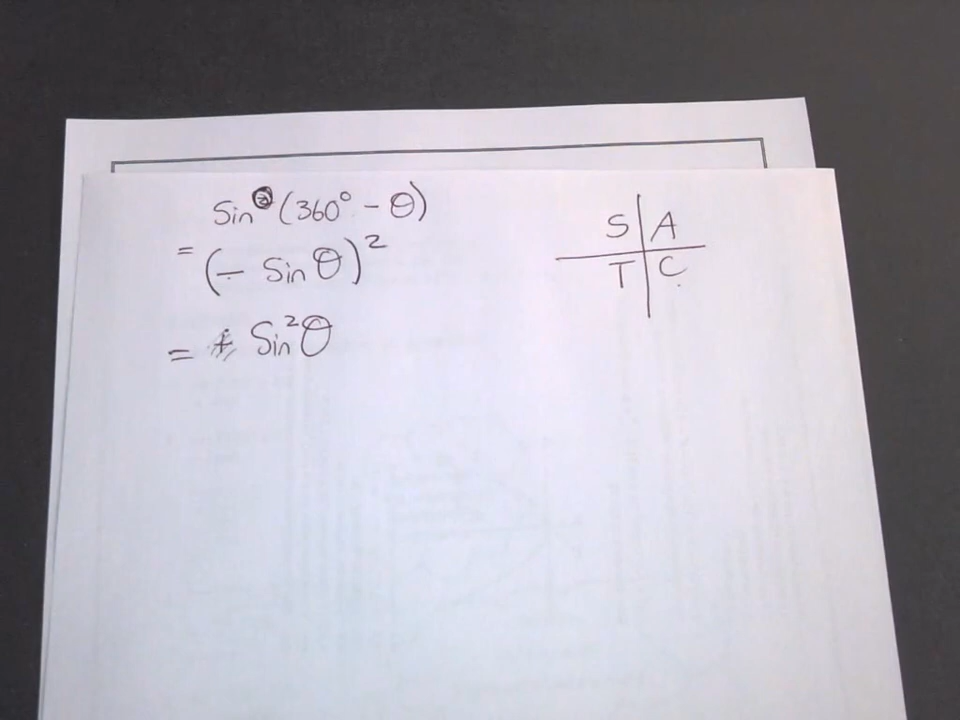 Sin²(360° - θ)
= (- Sin θ)²
= + Sin²θ
S A
T C